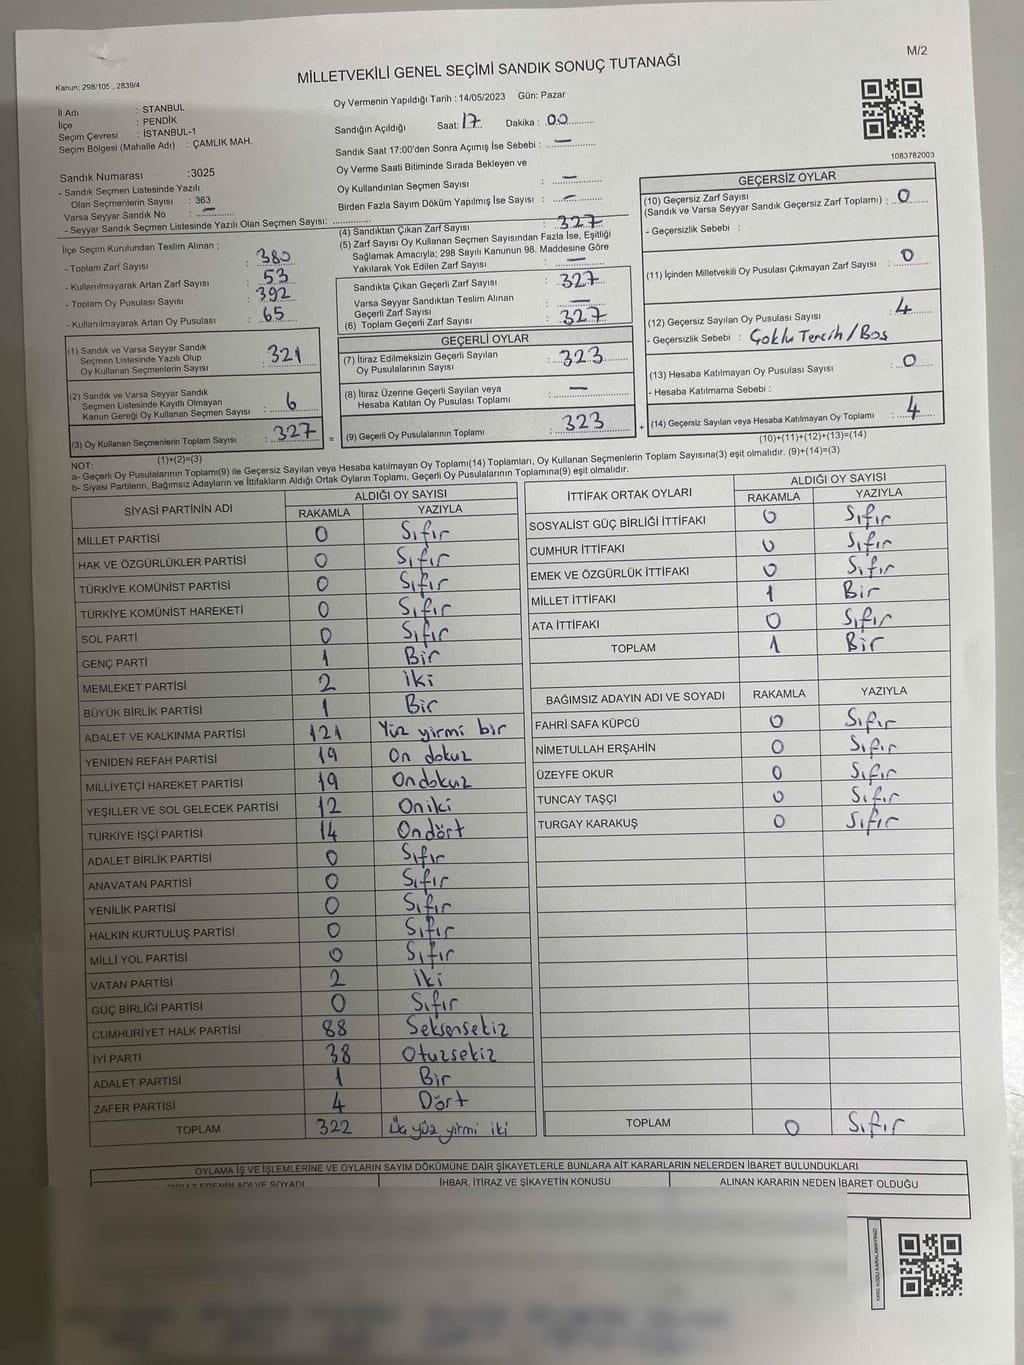 M/2
MİLLETVEKİLİ GENEL SEÇİMİ SANDIK SONUÇ TUTANAĞI
Kanun: 298/105 , 2839/4
İl Adı : STANBUL
İlçe : PENDİK
Seçim Çevresi : İSTANBUL-1
Seçim Bölgesi (Mahalle Adı) : ÇAMLIK MAH.
Sandık Numarası :3025
- Sandık Seçmen Listesinde Yazılı
Olan Seçmenlerin Sayısı : 363
Varsa Seyyar Sandık No : —
- Seyyar Sandık Seçmen Listesinde Yazılı Olan Seçmen Sayısı: ..............
Oy Vermenin Yapıldığı Tarih : 14/05/2023 Gün: Pazar
Sandığın Açıldığı Saat: 17 Dakika : 00
Sandık Saat 17:00'den Sonra Açımış İse Sebebi : —
Oy Verme Saati Bitiminde Sırada Bekleyen ve
Oy Kullandırılan Seçmen Sayısı : —
Birden Fazla Sayım Döküm Yapılmış İse Sayısı : —
1083782003
İlçe Seçim Kurulundan Teslim Alınan ;
- Toplam Zarf Sayısı : 380
- Kullanılmayarak Artan Zarf Sayısı : 53
- Toplam Oy Pusulası Sayısı : 392
- Kullanılmayarak Artan Oy Pusulası : 65
(1) Sandık ve Varsa Seyyar Sandık
Seçmen Listesinde Yazılı Olup
Oy Kullanan Seçmenlerin Sayısı : 321
(2) Sandık ve Varsa Seyyar Sandık
Seçmen Listesinde Kayıtlı Olmayan
Kanun Gereği Oy Kullanan Seçmen Sayısı : 6
(3) Oy Kullanan Seçmenlerin Toplam Sayısı : 327 =
(1)+(2)=(3)
(4) Sandıktan Çıkan Zarf Sayısı : 327
(5) Zarf Sayısı Oy Kullanan Seçmen Sayısından Fazla İse, Eşitliği
Sağlamak Amacıyla; 298 Sayılı Kanunun 98. Maddesine Göre
Yakılarak Yok Edilen Zarf Sayısı : —
Sandıkta Çıkan Geçerli Zarf Sayısı : 327
Varsa Seyyar Sandıktan Teslim Alınan
Geçerli Zarf Sayısı : —
(6) Toplam Geçerli Zarf Sayısı : 327
GEÇERLİ OYLAR
(7) İtiraz Edilmeksizin Geçerli Sayılan
Oy Pusulasının Sayısı : 323
(8) İtiraz Üzerine Geçerli Sayılan veya
Hesaba Katılan Oy Pusulası Toplamı : —
(9) Geçerli Oy Pusulalarının Toplamı : 323 +
GEÇERSİZ OYLAR
(10) Geçersiz Zarf Sayısı
(Sandık ve Varsa Seyyar Sandık Geçersiz Zarf Toplamı) : 0
- Geçersizlik Sebebi :
(11) İçinden Milletvekili Oy Pusulası Çıkmayan Zarf Sayısı : 0
(12) Geçersiz Sayılan Oy Pusulası Sayısı : 4
- Geçersizlik Sebebi : Çoklu Tercih/Boş
(13) Hesaba Katılmayan Oy Pusulası Sayısı : 0
- Hesaba Katılmama Sebebi :
(14) Geçersiz Sayılan veya Hesaba Katılmayan Oy Toplamı : 4
(10)+(11)+(12)+(13)=(14)
NOT:
a- Geçerli Oy Pusulalarının Toplamı(9) ile Geçersiz Sayılan veya Hesaba katılmayan Oy Toplamı(14) Toplamları, Oy Kullanan Seçmenlerin Toplam Sayısına(3) eşit olmalıdır. (9)+(14)=(3)
b- Siyasi Partilerin, Bağımsız Adayların ve İttifakların Aldığı Ortak Oyların Toplamı, Geçerli Oy Pusulalarının Toplamına(9) eşit olmalıdır.
SİYASİ PARTİNİN ADI ALDIĞI OY SAYISI
RAKAMLA YAZIYLA
MİLLET PARTİSİ 0 Sıfır
HAK VE ÖZGÜRLÜKLER PARTİSİ 0 Sıfır
TÜRKİYE KOMÜNİST PARTİSİ 0 Sıfır
TÜRKİYE KOMÜNİST HAREKETİ 0 Sıfır
SOL PARTİ 0 Sıfır
GENÇ PARTİ 1 Bir
MEMLEKET PARTİSİ 2 İki
BÜYÜK BİRLİK PARTİSİ 1 Bir
ADALET VE KALKINMA PARTİSİ 121 Yüz yirmi bir
YENİDEN REFAH PARTİSİ 19 On dokuz
MİLLİYETÇİ HAREKET PARTİSİ 19 Ondokuz
YEŞİLLER VE SOL GELECEK PARTİSİ 12 Oniki
TÜRKİYE İŞÇİ PARTİSİ 14 Ondört
ADALET BİRLİK PARTİSİ 0 Sıfır
ANAVATAN PARTİSİ 0 Sıfır
YENİLİK PARTİSİ 0 Sıfır
HALKIN KURTULUŞ PARTİSİ 0 Sıfır
MİLLİ YOL PARTİSİ 0 Sıfır
VATAN PARTİSİ 2 İki
GÜÇ BİRLİĞİ PARTİSİ 0 Sıfır
CUMHURİYET HALK PARTİSİ 88 Seksensekiz
İYİ PARTİ 38 Otuzsekiz
ADALET PARTİSİ 1 Bir
ZAFER PARTİSİ 4 Dört
TOPLAM 322 Üç yüz yirmi iki
İTTİFAK ORTAK OYLARI ALDIĞI OY SAYISI
RAKAMLA YAZIYLA
SOSYALİST GÜÇ BİRLİĞİ İTTİFAKI 0 Sıfır
CUMHUR İTTİFAKI 0 Sıfır
EMEK VE ÖZGÜRLÜK İTTİFAKI 0 Sıfır
MİLLET İTTİFAKI 1 Bir
ATA İTTİFAKI 0 Sıfır
TOPLAM 1 Bir
BAĞIMSIZ ADAYIN ADI VE SOYADI RAKAMLA YAZIYLA
FAHRİ SAFA KÜPCÜ 0 Sıfır
NİMETULLAH ERŞAHİN 0 Sıfır
ÜZEYFE OKUR 0 Sıfır
TUNCAY TAŞÇI 0 Sıfır
TURGAY KARAKUŞ 0 Sıfır
TOPLAM 0 Sıfır
OYLAMA İŞ VE İŞLEMLERİNE VE OYLARIN SAYIM DÖKÜMÜNE DAİR ŞİKAYETLERLE BUNLARA AİT KARARLARIN NELERDEN İBARET BULUNDUKLARI
İTİRAZ EDENİN ADI VE SOYADI İHBAR, İTİRAZ VE ŞİKAYETİN KONUSU ALINAN KARARIN NEDEN İBARET OLDUĞU
KARE KODU KARALAMAYINIZ!